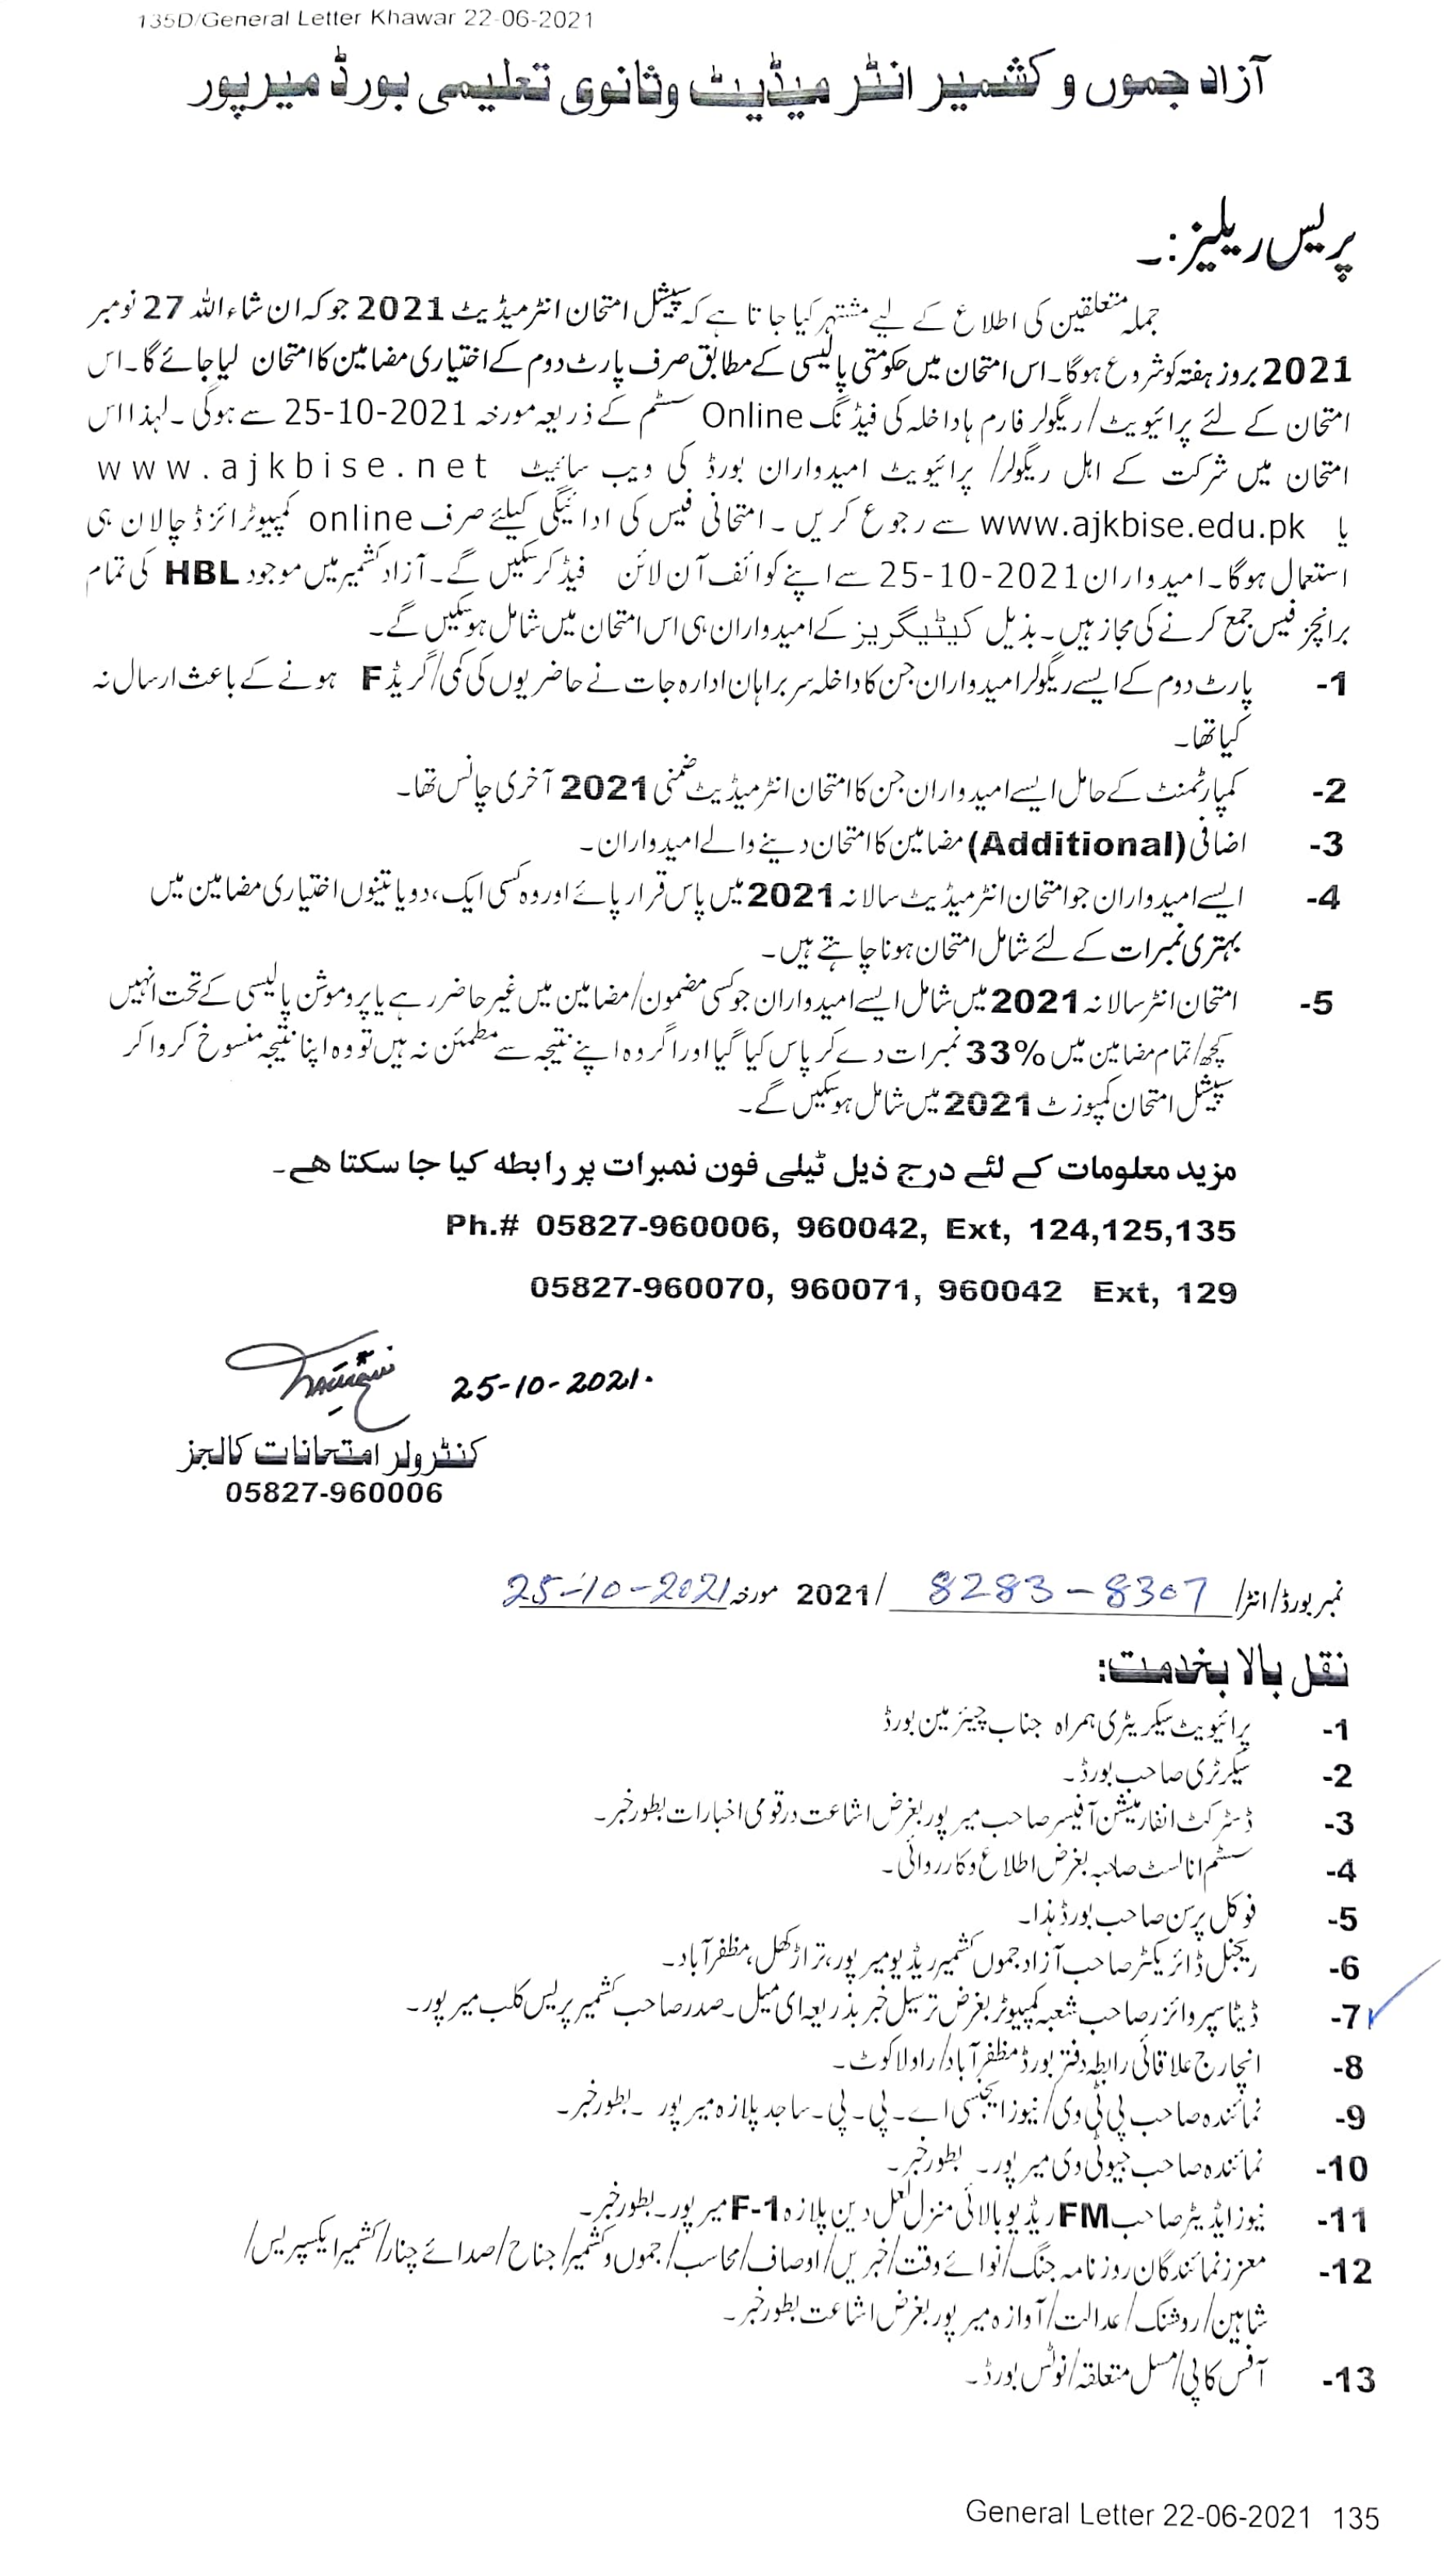 135D/General Letter Khawar 22-06-2021
آزاد جموں و کشمیر انٹر میڈیٹ وثانوی تعلیمی بورڈ میرپور
پریس ریلیز:۔
جملہ متعلقین کی اطلاع کے لیے مشتہر کیا جاتا ہے کہ سپیشل امتحان انٹرمیڈیٹ 2021 جو کہ ان شاء اللہ 27 نومبر
2021 بروز ہفتہ کو شروع ہوگا۔ اس امتحان میں حکومتی پالیسی کے مطابق صرف پارٹ دوم کے اختیاری مضامین کا امتحان لیا جائے گا۔ اس
امتحان کے لئے پرائیویٹ/ریگولر فارم ہا داخلہ کی فیڈنگ Online سسٹم کے ذریعہ مورخہ 25-10-2021 سے ہوگی ۔ لہذا اس
امتحان میں شرکت کے اہل ریگولر/ پرائیویٹ امیدواران بورڈ کی ویب سائیٹ www.ajkbise.net
یا www.ajkbise.edu.pk سے رجوع کریں ۔ امتحانی فیس کی ادائیگی کیلئے صرف online کمپیوٹرائزڈ چالان ہی
استعمال ہوگا۔ امیدواران 25-10-2021 سے اپنے کوائف آن لائن فیڈ کر سکیں گے۔ آزاد کشمیر میں موجود HBL کی تمام
برانچز فیس جمع کرنے کی مجاز ہیں۔ بذیل کیٹیگریز کے امیدواران ہی اس امتحان میں شامل ہو سکیں گے۔
1- پارٹ دوم کے ایسے ریگولر امیدواران جن کا داخلہ سربراہان ادارہ جات نے حاضریوں کی کمی/گریڈ F ہونے کے باعث ارسال نہ
کیا تھا۔
2- کمپارٹمنٹ کے حامل ایسے امیدواران جن کا امتحان انٹرمیڈیٹ ضمنی 2021 آخری چانس تھا۔
3- اضافی (Additional) مضامین کا امتحان دینے والے امیدواران۔
4- ایسے امیدواران جو امتحان انٹرمیڈیٹ سالانہ 2021 میں پاس قرار پائے اور وہ کسی ایک، دو یا تینوں اختیاری مضامین میں
بہتری نمبرات کے لئے شامل امتحان ہونا چاہتے ہیں۔
5- امتحان انٹر سالانہ 2021 میں شامل ایسے امیدواران جو کسی مضمون/مضامین میں غیر حاضر رہے یا پروموشن پالیسی کے تحت انہیں
کچھ/تمام مضامین میں 33% نمبرات دے کر پاس کیا گیا اور اگر وہ اپنے نتیجہ سے مطمئن نہ ہیں تو وہ اپنا نتیجہ منسوخ کروا کر
سپیشل امتحان کمپوزٹ 2021 میں شامل ہو سکیں گے۔
مزید معلومات کے لئے درج ذیل ٹیلی فون نمبرات پر رابطہ کیا جا سکتا ہے۔
Ph.# 05827-960006, 960042, Ext, 124,125,135
05827-960070, 960071, 960042 Ext, 129
25-10-2021.
کنٹرولر امتحانات کالجز
05827-960006
نمبر بورڈ/انٹر/ 8283-8307 /2021 مورخہ 25-10-2021
نقل بالا بخدمت:
1- پرائیویٹ سیکریٹری ہمراہ جناب چیئرمین بورڈ
2- سیکرٹری صاحب بورڈ۔
3- ڈسٹرکٹ انفارمیشن آفیسر صاحب میرپور بغرض اشاعت در قومی اخبارات بطور خبر۔
4- سسٹم انالسٹ صاحبہ بغرض اطلاع و کارروائی۔
5- فوکل پرسن صاحب بورڈ ہذا۔
6- ریجنل ڈائریکٹر صاحب آزاد جموں کشمیر ریڈیو میرپور، تراڑکھل، مظفر آباد۔
7- ڈیٹا سپروائزر صاحب شعبہ کمپیوٹر بغرض ترسیل خبر بذریعہ ای میل۔ صدر صاحب کشمیر پریس کلب میرپور۔
8- انچارج علاقائی رابطہ دفتر بورڈ مظفر آباد/راولاکوٹ۔
9- نمائندہ صاحب پی ٹی وی/نیوز ایجنسی اے۔ پی۔ پی۔ ساجد پلازہ میرپور ۔ بطور خبر۔
10- نمائندہ صاحب جیو ٹی وی میرپور۔ بطور خبر۔
11- نیوز ایڈیٹر صاحب FM ریڈیو بالائی منزل لعل دین پلازہ F-1 میرپور۔ بطور خبر۔
12- معزز نمائندگان روزنامہ جنگ/نوائے وقت/خبریں/اوصاف/محاسب/جموں و کشمیر/جناح/صدائے چنار/کشمیر ایکسپریس/
شاہین/روشنک/عدالت/آوازہ میرپور بغرض اشاعت بطور خبر۔
13- آفس کاپی/مسل متعلقہ/نوٹس بورڈ۔
General Letter 22-06-2021 135